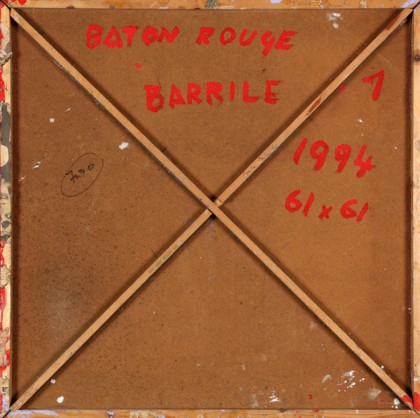 BATON ROUGE
BARRILE . 1
1994
61 x 61